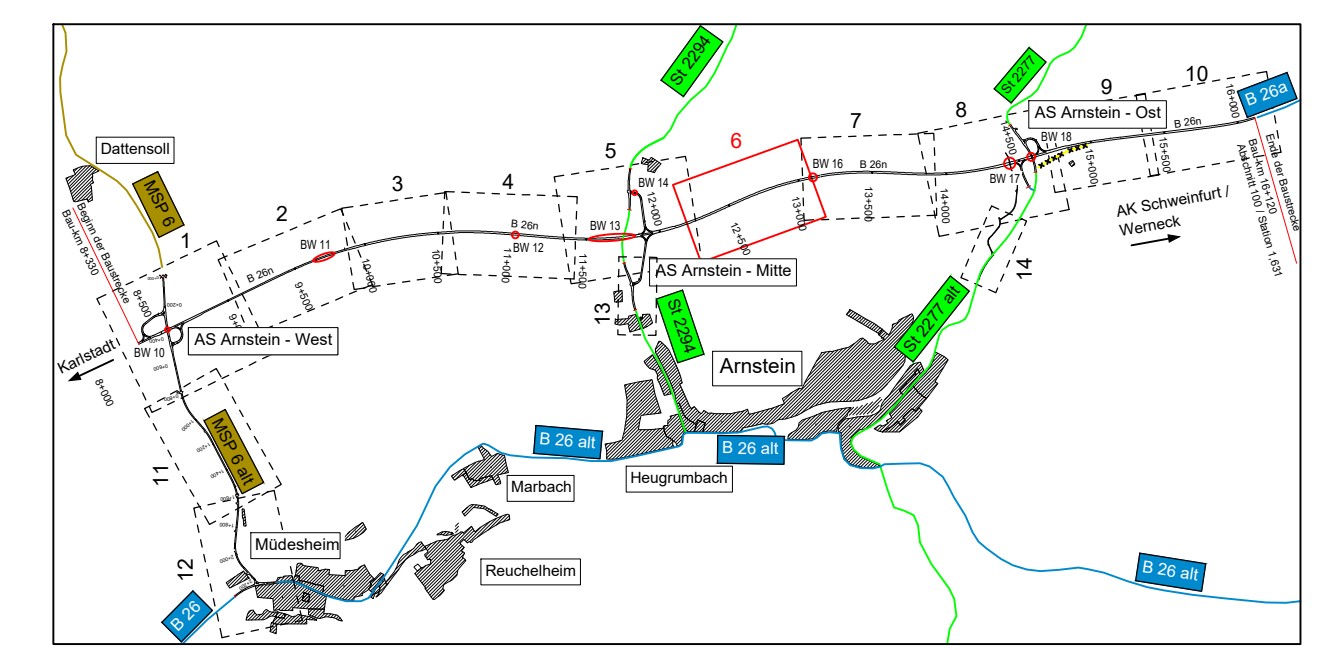 St 2294
St 2277
10
9
8
AS Arnstein - Ost
16+000
B 26a
B 26n
BW 18
14+500
7
6
5
Dattensoll
MSP 6
BW 16
B 26n
BW 17
15+000
15+500
Ende der Baustrecke
Bau-km 16+120
Abschnitt 100 / Station 1,631
4
3
2
1
BW 14
12+000
13+000
13+500
14+000
AK Schweinfurt /
Werneck
Beginn der Baustrecke
Bau-km 8+330
B 26n
BW 13
BW 12
BW 11
12+500
11+500
11+000
10+500
B 26n
9+500
8+500
AS Arnstein - Mitte
14
13
St 2294
St 2277 alt
AS Arnstein - West
BW 10
Karlstadt
8+000
Arnstein
MSP 6 alt
11
B 26 alt
B 26 alt
Heugrumbach
Marbach
Müdesheim
12
Reuchelheim
B 26 alt
B 26